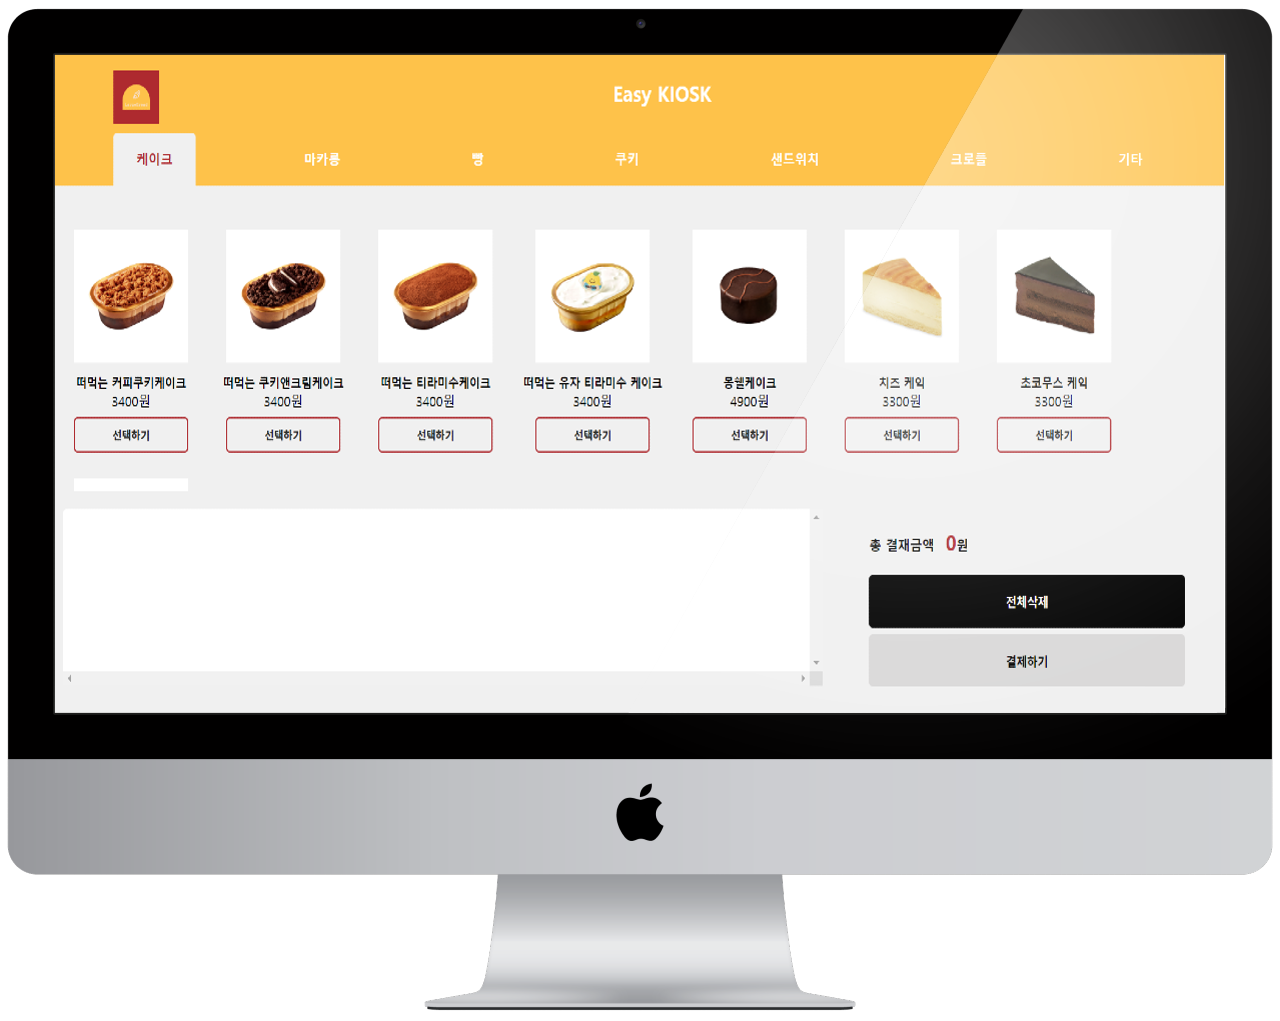 Easy KIOSK
케이크 마카롱 빵 쿠키 샌드위치 크로플 기타
떠먹는 커피쿠키케이크 떠먹는 쿠키앤크림케이크 떠먹는 티라미수케이크 떠먹는 유자 티라미수 케이크 몽쉘케이크 치즈 케익 초코무스 케익
3400원 3400원 3400원 3400원 4900원 3300원 3300원
선택하기 선택하기 선택하기 선택하기 선택하기 선택하기 선택하기
총 결재금액 0원
전체삭제
결제하기